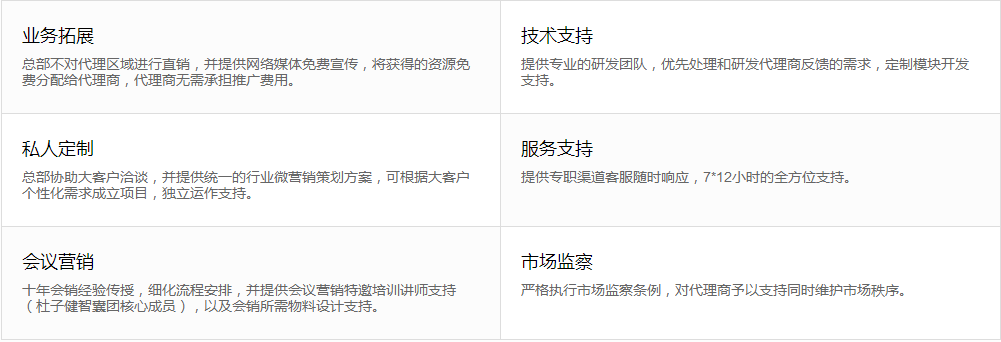 业务拓展
总部不对代理区域进行直销，并提供网络媒体免费宣传，将获得的资源免
费分配给代理商，代理商无需承担推广费用。
技术支持
提供专业的研发团队，优先处理和研发代理商反馈的需求，定制模块开发
支持。
私人定制
总部协助大客户洽谈，并提供统一的行业微营销策划方案，可根据大客户
个性化需求成立项目，独立运作支持。
服务支持
提供专职渠道客服随时响应，7*12小时的全方位支持。
会议营销
十年会销经验传授，细化流程安排，并提供会议营销特邀培训讲师支持
（杜子健智囊团核心成员），以及会销所需物料设计支持。
市场监察
严格执行市场监察条例，对代理商予以支持同时维护市场秩序。